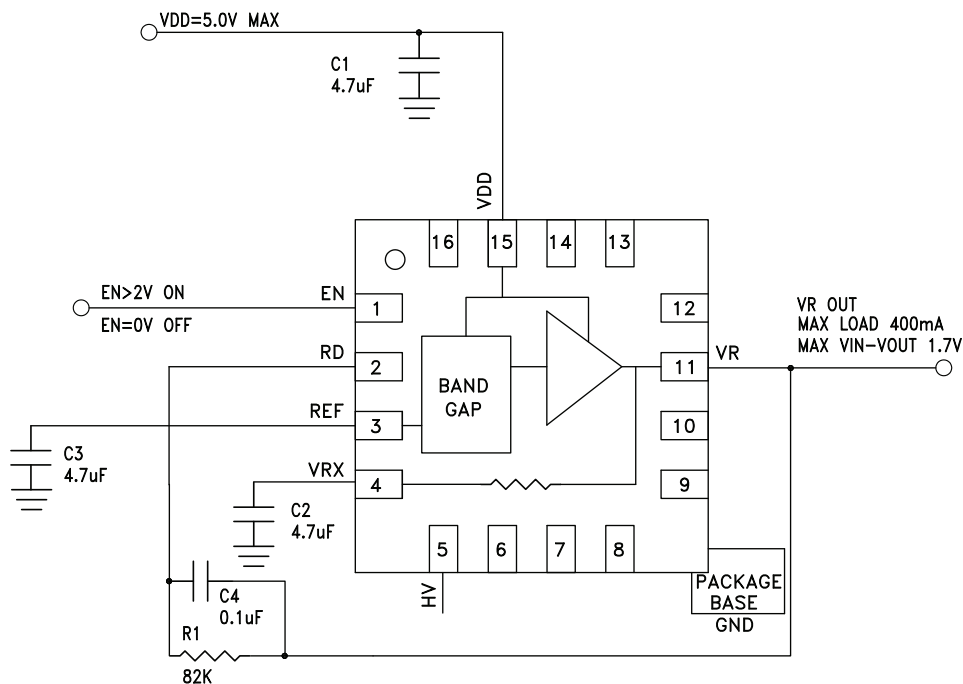 VDD=5.0V MAX
C1
4.7uF
VDD
16
15
14
13
EN>2V ON
EN=0V OFF
EN
1
12
VR OUT
MAX LOAD 400mA
MAX VIN-VOUT 1.7V
RD
2
BAND
GAP
11
VR
REF
3
10
C3
4.7uF
VRX
4
9
C2
4.7uF
5
6
7
8
HV
PACKAGE
BASE
GND
C4
0.1uF
R1
82K